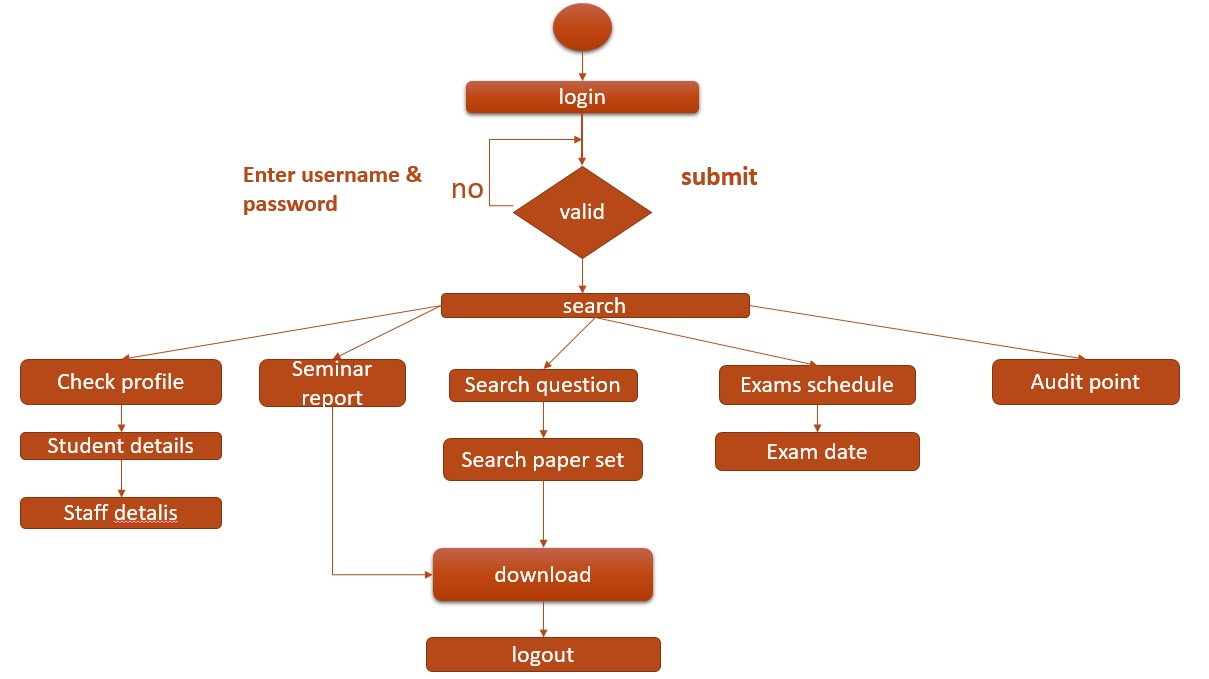 login
Enter username &
password
no
submit
valid
search
Check profile
Seminar
report
Search question
Exams schedule
Audit point
Student details
Search paper set
Exam date
Staff detalis
download
logout